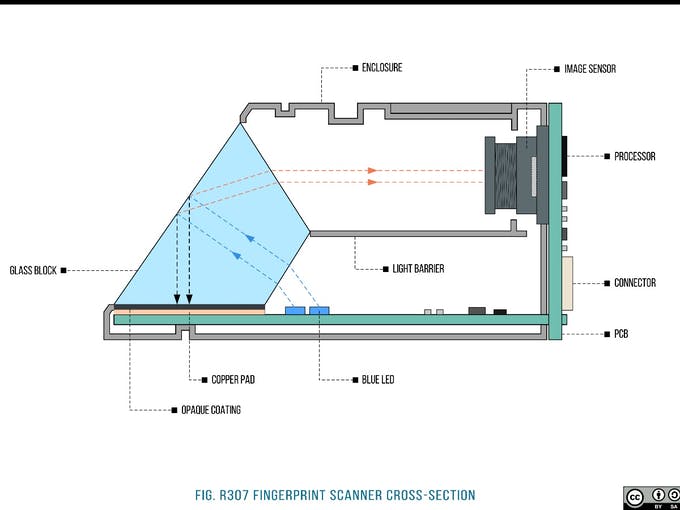 ENCLOSURE
IMAGE SENSOR
PROCESSOR
GLASS BLOCK
LIGHT BARRIER
CONNECTOR
PCB
COPPER PAD
BLUE LED
OPAQUE COATING
FIG. R307 FINGERPRINT SCANNER CROSS-SECTION
cc
BY SA